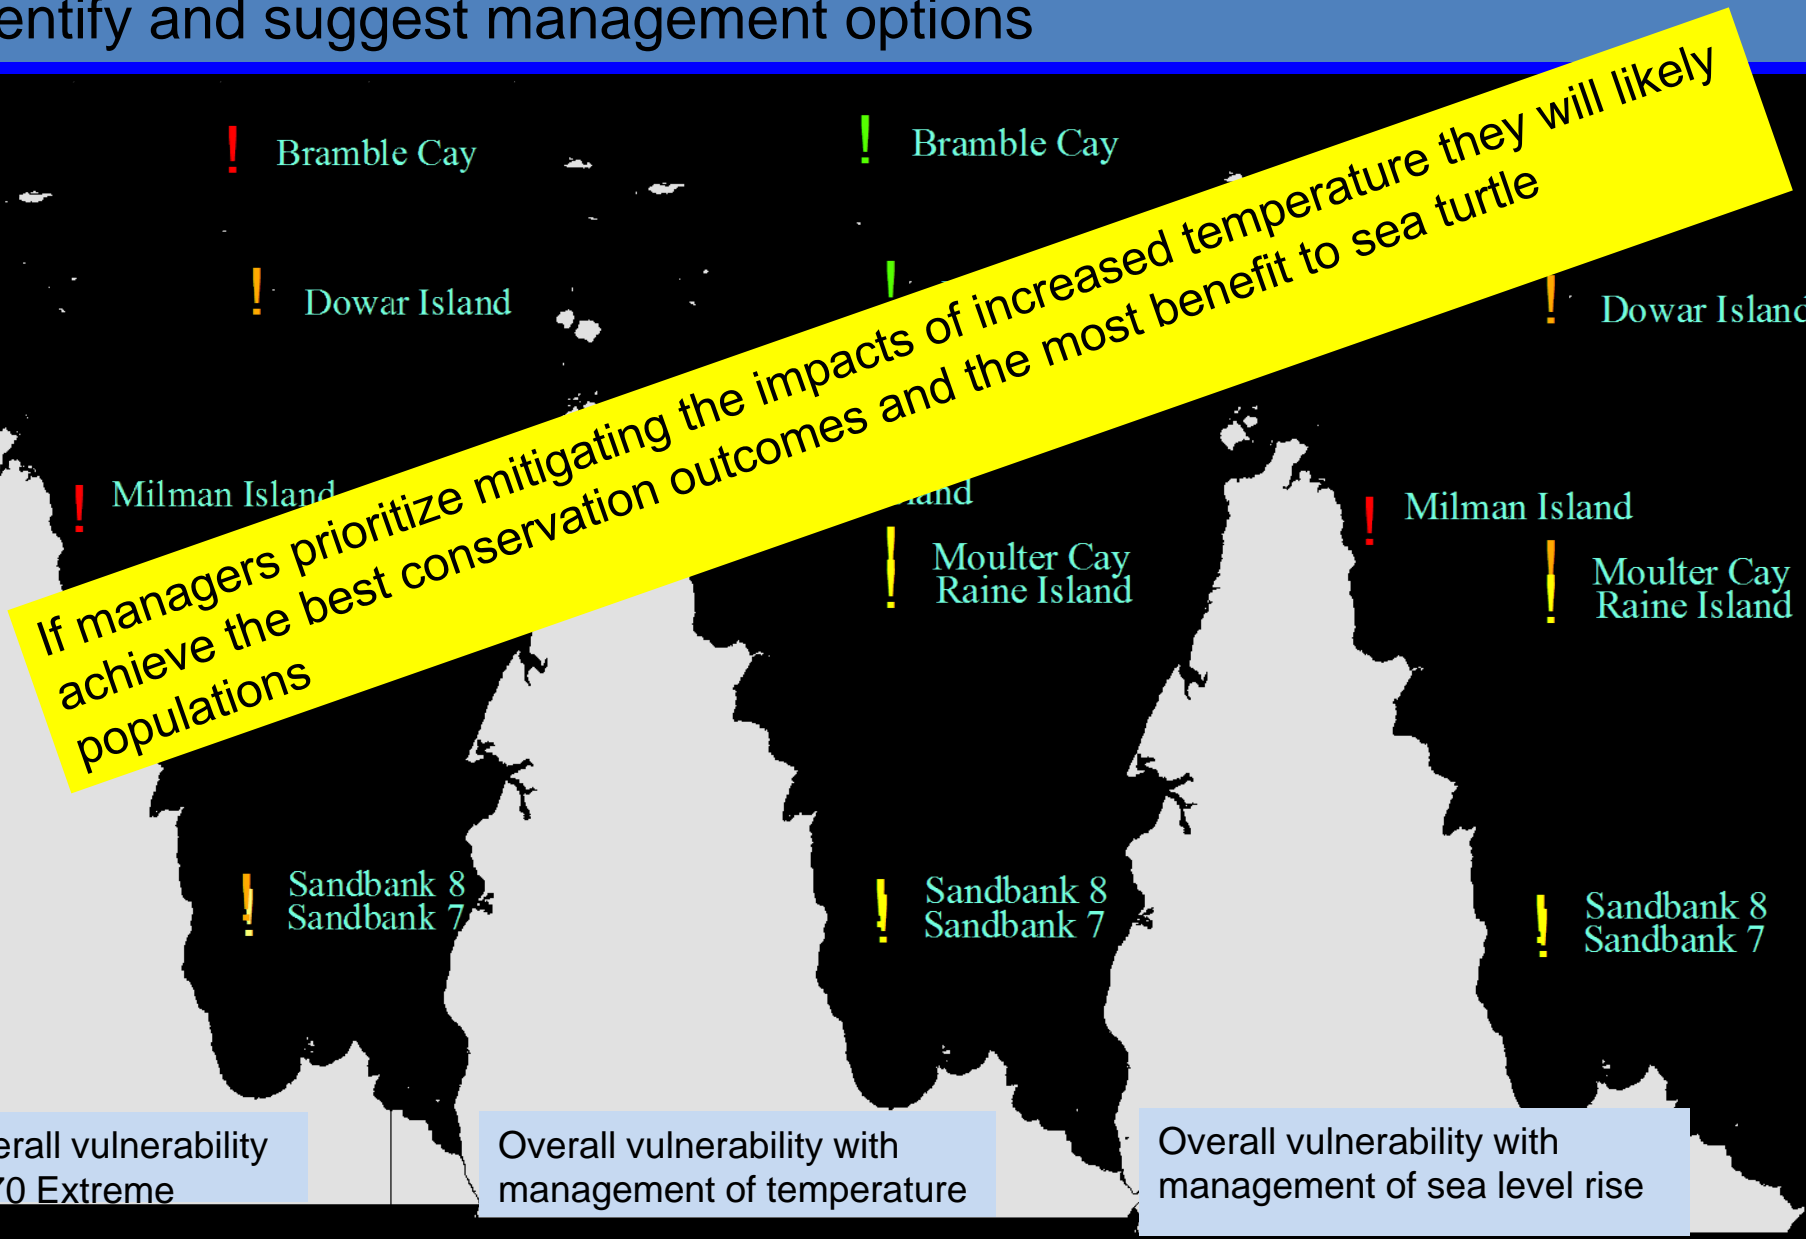 entify and suggest management options
If managers prioritize mitigating the impacts of increased temperature they will likely
achieve the best conservation outcomes and the most benefit to sea turtle
populations
Bramble Cay
Dowar Island
Milman Island
Sandbank 8
Sandbank 7
erall vulnerability
70 Extreme
Bramble Cay
land
Moulter Cay
Raine Island
Sandbank 8
Sandbank 7
Overall vulnerability with
management of temperature
Dowar Island
Milman Island
Moulter Cay
Raine Island
Sandbank 8
Sandbank 7
Overall vulnerability with
management of sea level rise